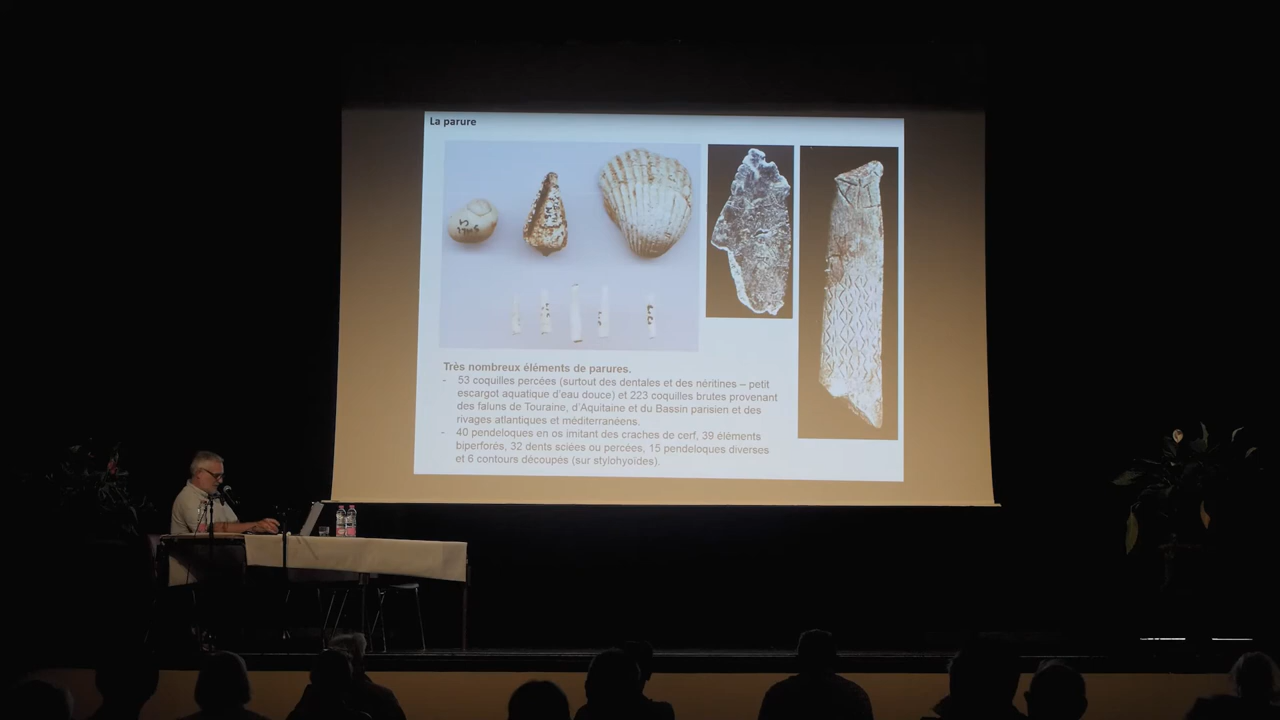 La parure
Très nombreux éléments de parures.
- 53 coquilles percées (surtout des dentales et des néritines – petit
escargot aquatique d'eau douce) et 223 coquilles brutes provenant
des faluns de Touraine, d'Aquitaine et du Bassin parisien et des
rivages atlantiques et méditerranéens.
- 40 pendeloques en os imitant des craches de cerf, 39 éléments
biperforés, 32 dents sciées ou percées, 15 pendeloques diverses
et 6 contours découpés (sur stylohyoïdes).